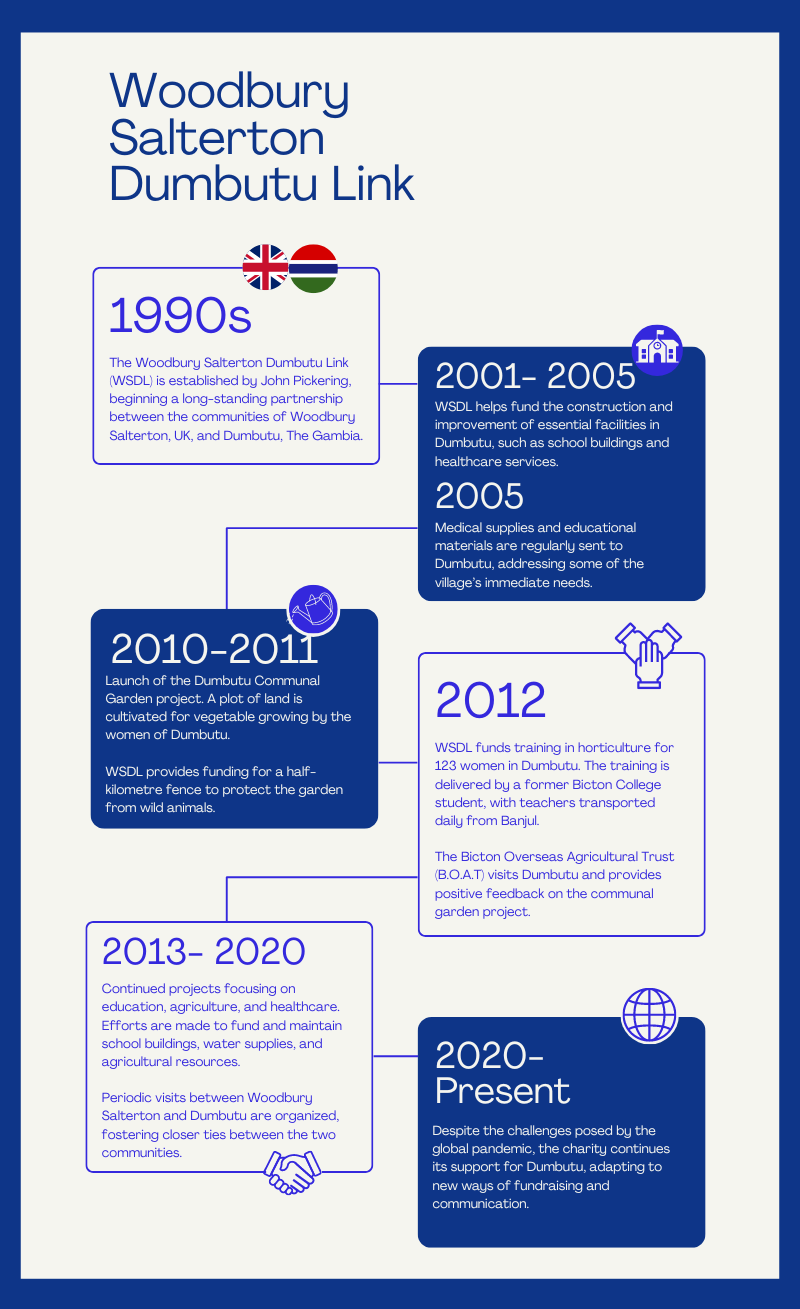 Woodbury
Salterton
Dumbutu Link
1990s
The Woodbury Salterton Dumbutu Link
(WSDL) is established by John Pickering,
beginning a long-standing partnership
between the communities of Woodbury
Salterton, UK, and Dumbutu, The Gambia.
2001- 2005
WSDL helps fund the construction and
improvement of essential facilities in
Dumbutu, such as school buildings and
healthcare services.
2005
Medical supplies and educational
materials are regularly sent to
Dumbutu, addressing some of the
village's immediate needs.
2010-2011
Launch of the Dumbutu Communal
Garden project. A plot of land is
cultivated for vegetable growing by the
women of Dumbutu.
WSDL provides funding for a half-
kilometre fence to protect the garden
from wild animals.
2012
WSDL funds training in horticulture for
123 women in Dumbutu. The training is
delivered by a former Bicton College
student, with teachers transported
daily from Banjul.
The Bicton Overseas Agricultural Trust
(B.O.A.T) visits Dumbutu and provides
positive feedback on the communal
garden project.
2013- 2020
Continued projects focusing on
education, agriculture, and healthcare.
Efforts are made to fund and maintain
school buildings, water supplies, and
agricultural resources.
Periodic visits between Woodbury
Salterton and Dumbutu are organized,
fostering closer ties between the two
communities.
2020-
Present
Despite the challenges posed by the
global pandemic, the charity continues
its support for Dumbutu, adapting to
new ways of fundraising and
communication.